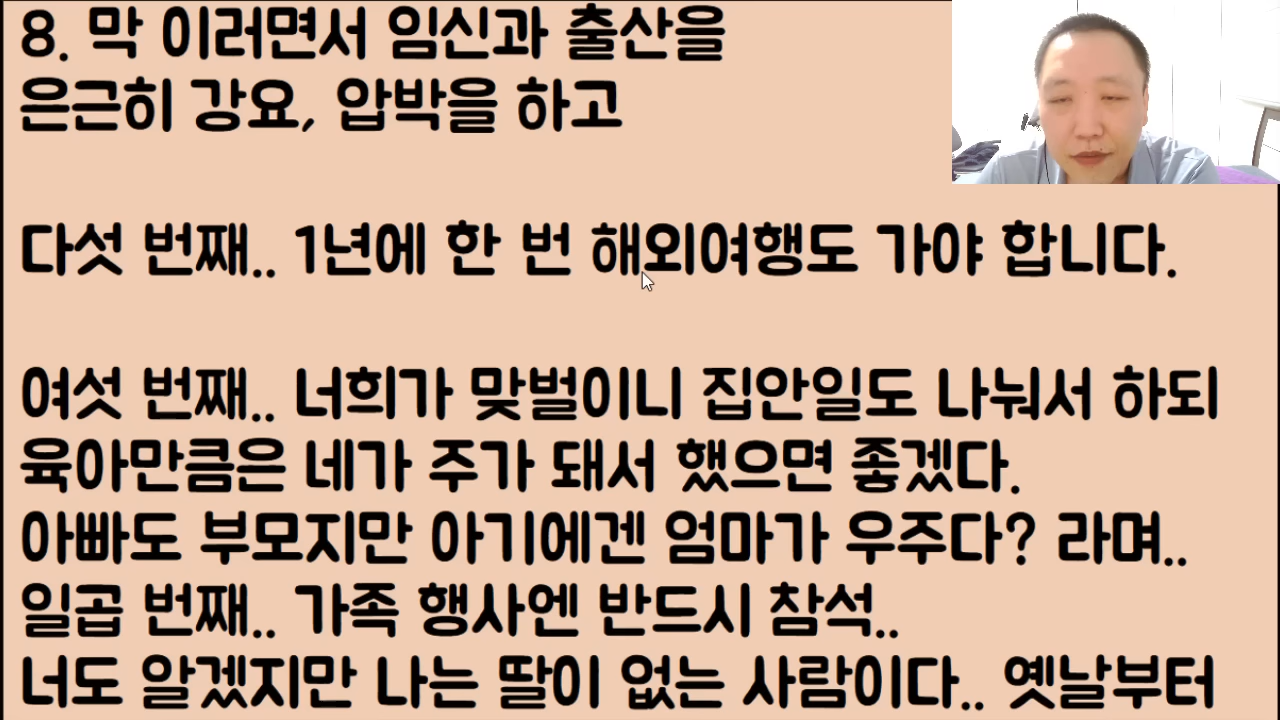 8. 막 이러면서 임신과 출산을
은근히 강요, 압박을 하고
다섯 번째.. 1년에 한 번 해외여행도 가야 합니다.
여섯 번째.. 너희가 맞벌이니 집안일도 나눠서 하되
육아만큼은 네가 주가 돼서 했으면 좋겠다.
아빠도 부모지만 아기에겐 엄마가 우주다? 라며..
일곱 번째.. 가족 행사엔 반드시 참석..
너도 알겠지만 나는 딸이 없는 사람이다.. 옛날부터